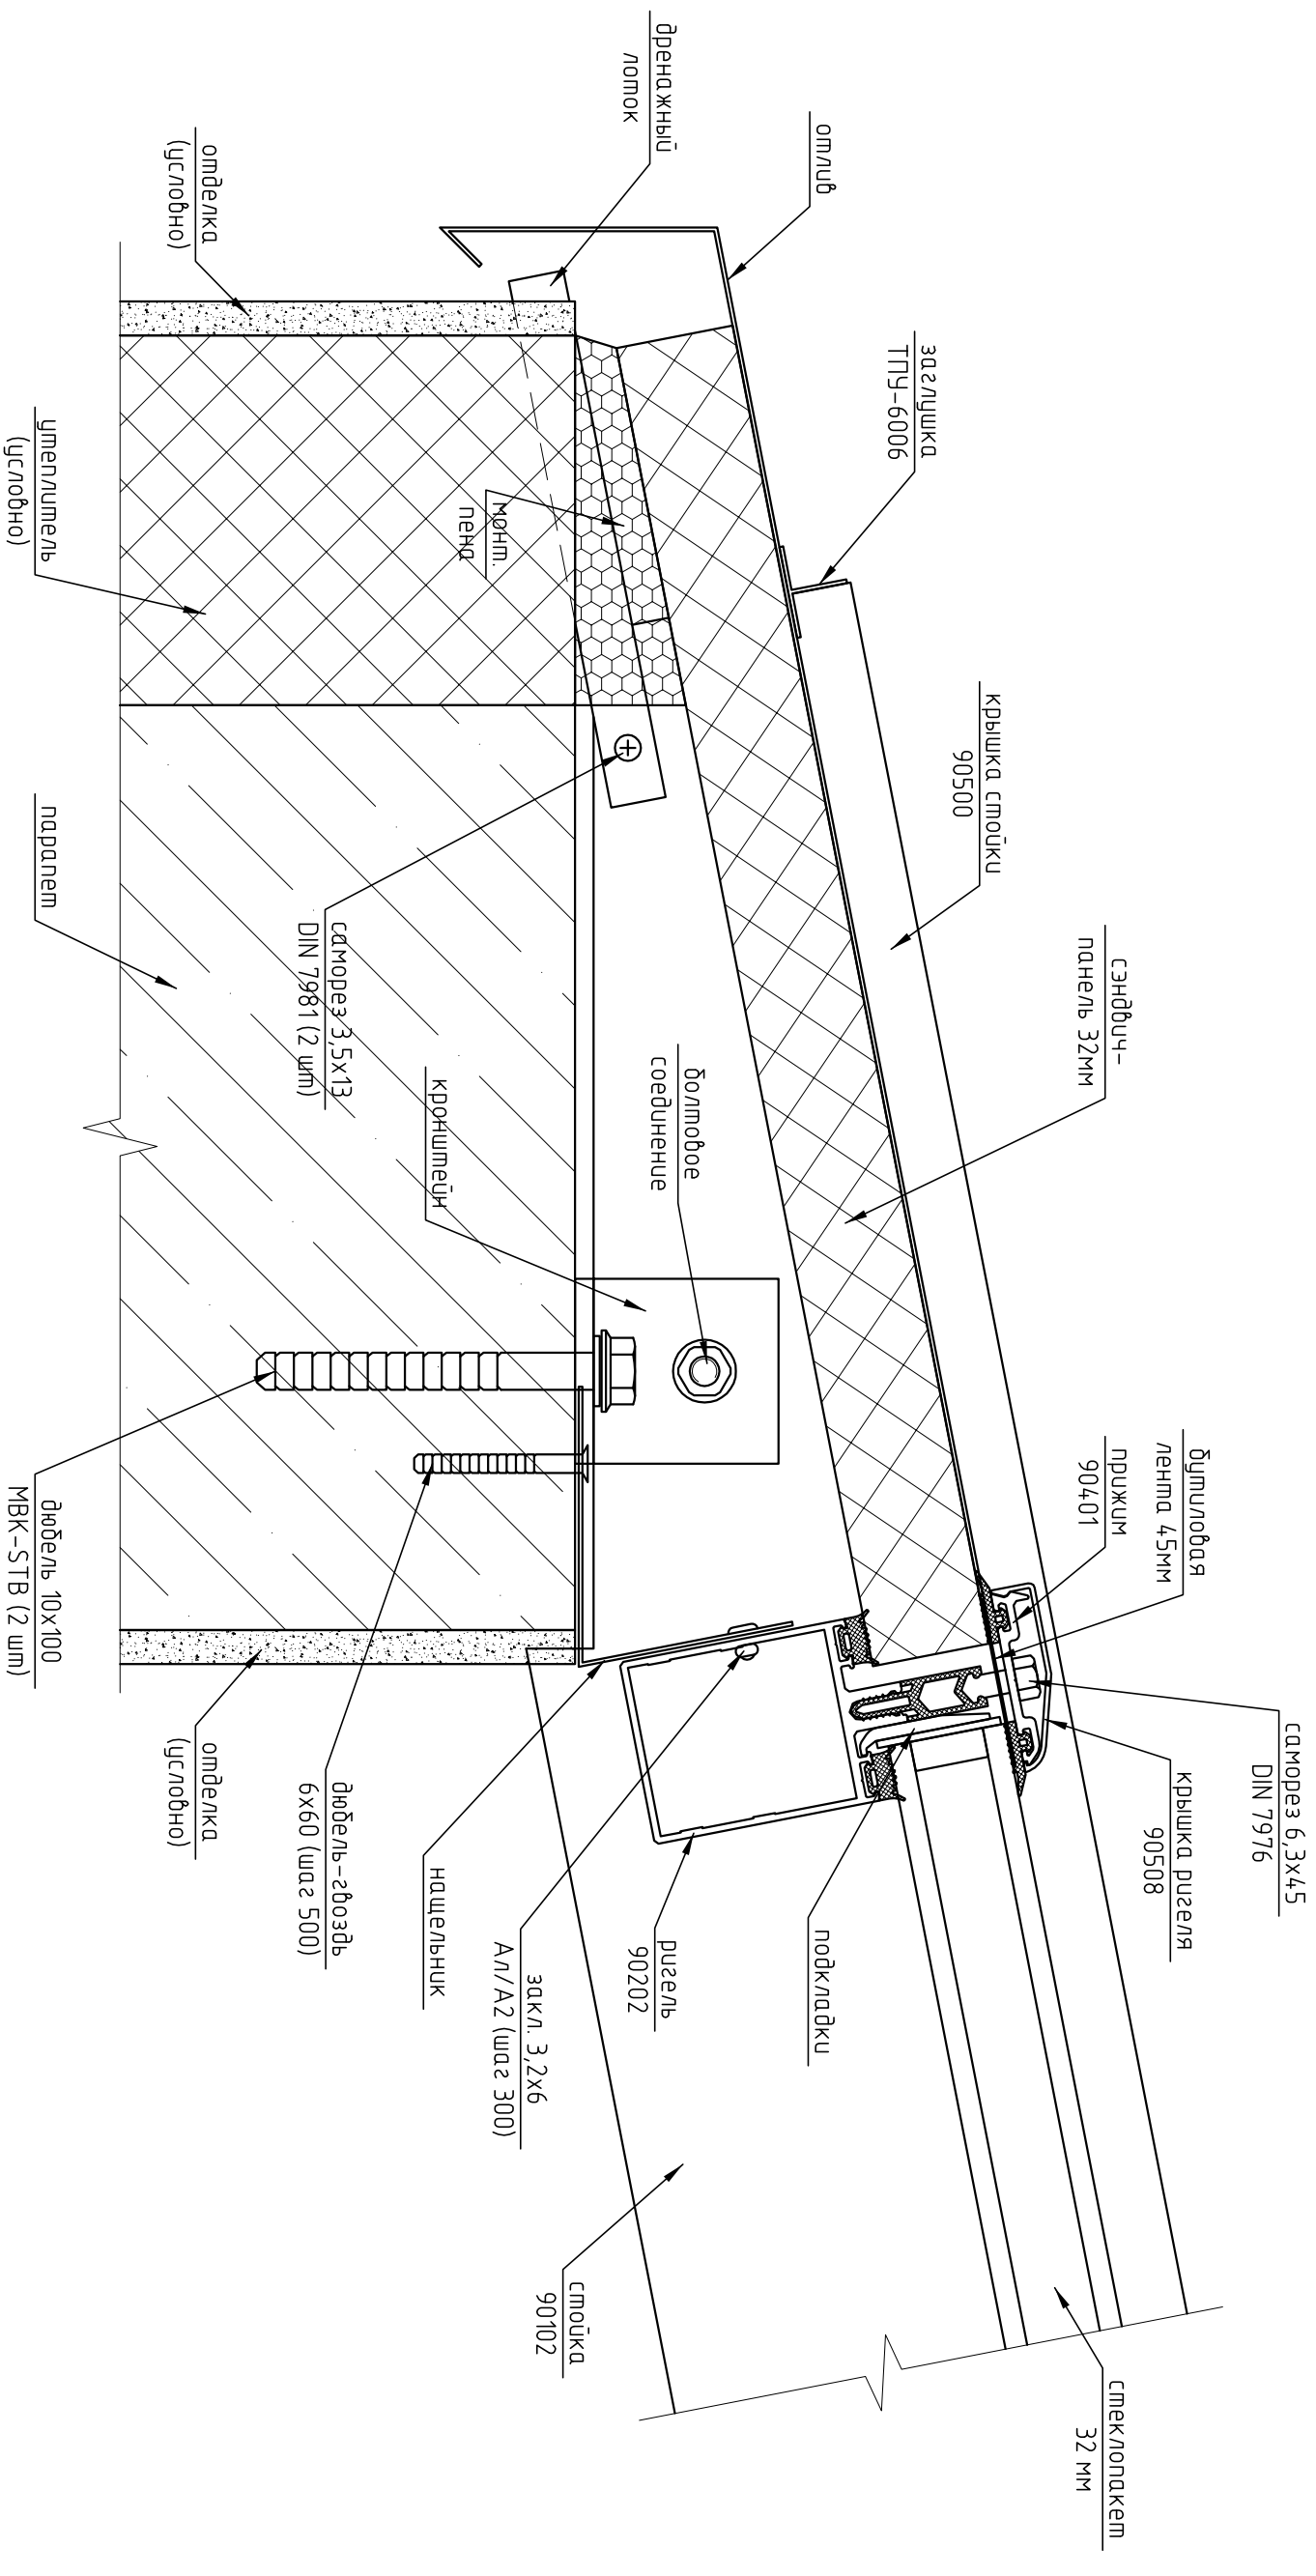 дренажный
лоток
отлив
заглушка
ТПУ-6006
крышка стойки
90500
сэндвич-
панель 32мм
бутиловая
лента 45мм
прижим
90401
саморез 6,3х45
DIN 7976
крышка ригеля
90508
подкладки
стеклопакет
32 мм
отделка
(условно)
утеплитель
(условно)
монт.
пена
парапет
саморез 3,5х13
DIN 7981 (2 шт)
кронштейн
болтовое
соединение
дюбель 10х100
MBK-STB (2 шт)
отделка
(условно)
дюбель-гвоздь
6х60 (шаг 500)
нащельник
закл. 3,2х6
Ал/А2 (шаг 300)
ригель
90202
стойка
90102